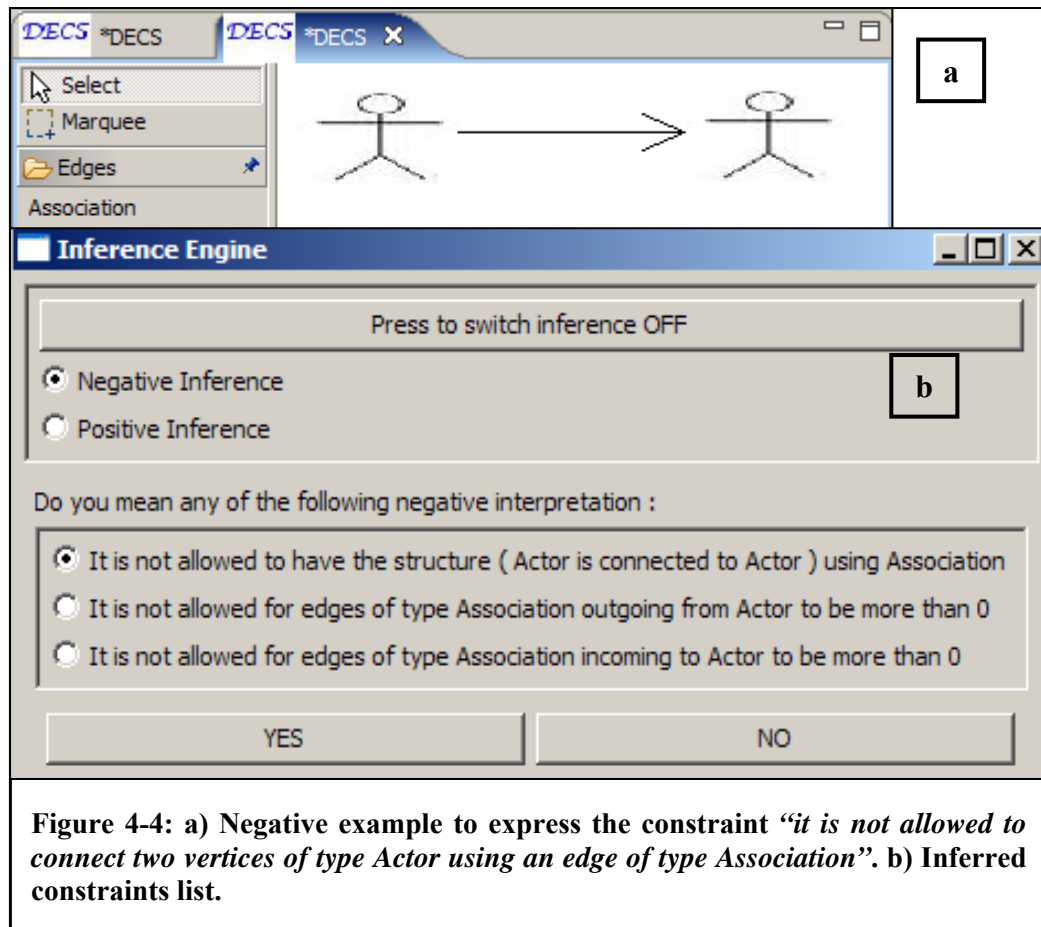 DECS *DECS DECS *DECS X
a
Select
Marquee
Edges
Association
Inference Engine
Press to switch inference OFF
Negative Inference
b
Positive Inference
Do you mean any of the following negative interpretation :
It is not allowed to have the structure ( Actor is connected to Actor ) using Association
It is not allowed for edges of type Association outgoing from Actor to be more than 0
It is not allowed for edges of type Association incoming to Actor to be more than 0
YES NO
Figure 4-4: a) Negative example to express the constraint “it is not allowed to
connect two vertices of type Actor using an edge of type Association”. b) Inferred
constraints list.